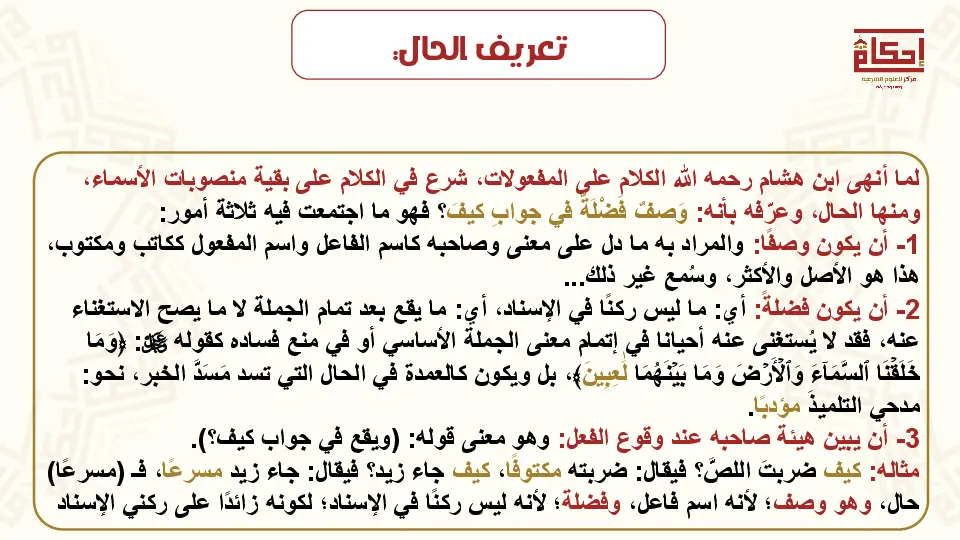 تعريف الحال:
إحكام
مركز للعلوم الشرعية
لما أنهى ابن هشام رحمه الله الكلام على المفعولات، شرع في الكلام على بقية منصوبات الأسماء،
ومنها الحال، وعرّفه بأنه: وَصفٌ فَضْلَةٌ في جوابِ كيفَ؟ فهو ما اجتمعت فيه ثلاثة أمور:
1- أن يكون وصفًا: والمراد به ما دل على معنى وصاحبه كاسم الفاعل واسم المفعول ككاتب ومكتوب،
هذا هو الأصل والأكثر، وسُمع غير ذلك...
2- أن يكون فضلةً: أي: ما ليس ركنًا في الإسناد، أي: ما يقع بعد تمام الجملة لا ما يصح الاستغناء
عنه، فقد لا يُستغنى عنه أحيانا في إتمام معنى الجملة الأساسي أو في منع فساده كقوله ﷻ: ﴿وَمَا
خَلَقۡنَا ٱلسَّمَآءَ وَٱلۡأَرۡضَ وَمَا بَيۡنَهُمَا لَٰعِبِينَ﴾، بل ويكون كالعمدة في الحال التي تسد مَسَدَّ الخبر، نحو:
مدحي التلميذَ مؤدبًا.
3- أن يبين هيئة صاحبه عند وقوع الفعل: وهو معنى قوله: (ويقع في جواب كيف؟).
مثاله: كيف ضربتَ اللصَّ؟ فيقال: ضربته مكتوفًا، كيف جاء زيد؟ فيقال: جاء زيد مسرعًا، فـ (مسرعًا)
حال، وهو وصف؛ لأنه اسم فاعل، وفضلة؛ لأنه ليس ركنًا في الإسناد؛ لكونه زائدًا على ركني الإسناد